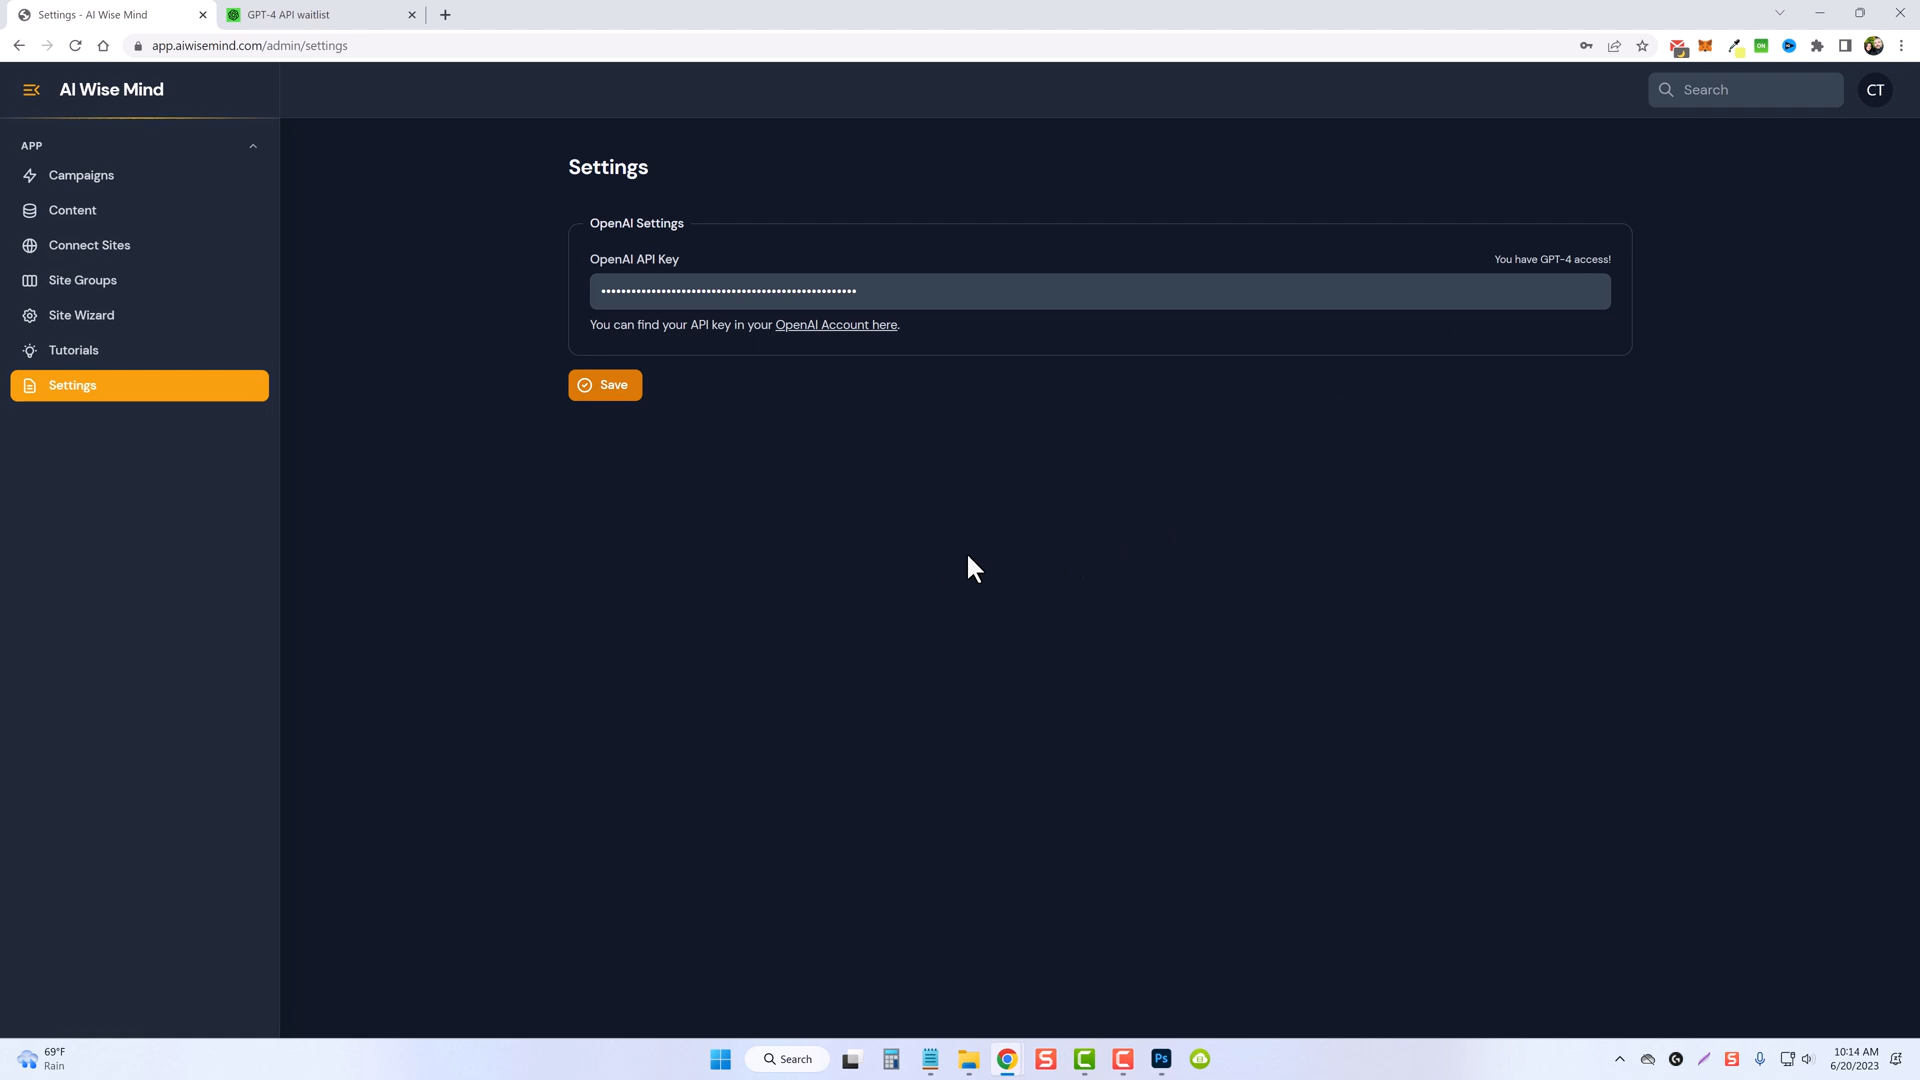 Settings - AI Wise Mind
GPT-4 API waitlist
app.aiwisemind.com/admin/settings
AI Wise Mind
Search
CT
APP
Campaigns
Content
Connect Sites
Site Groups
Site Wizard
Tutorials
Settings
Settings
OpenAI Settings
OpenAI API Key
You have GPT-4 access!
You can find your API key in your OpenAI Account here.
Save
69°F
Rain
Search
Ps
10:14 AM
6/20/2023